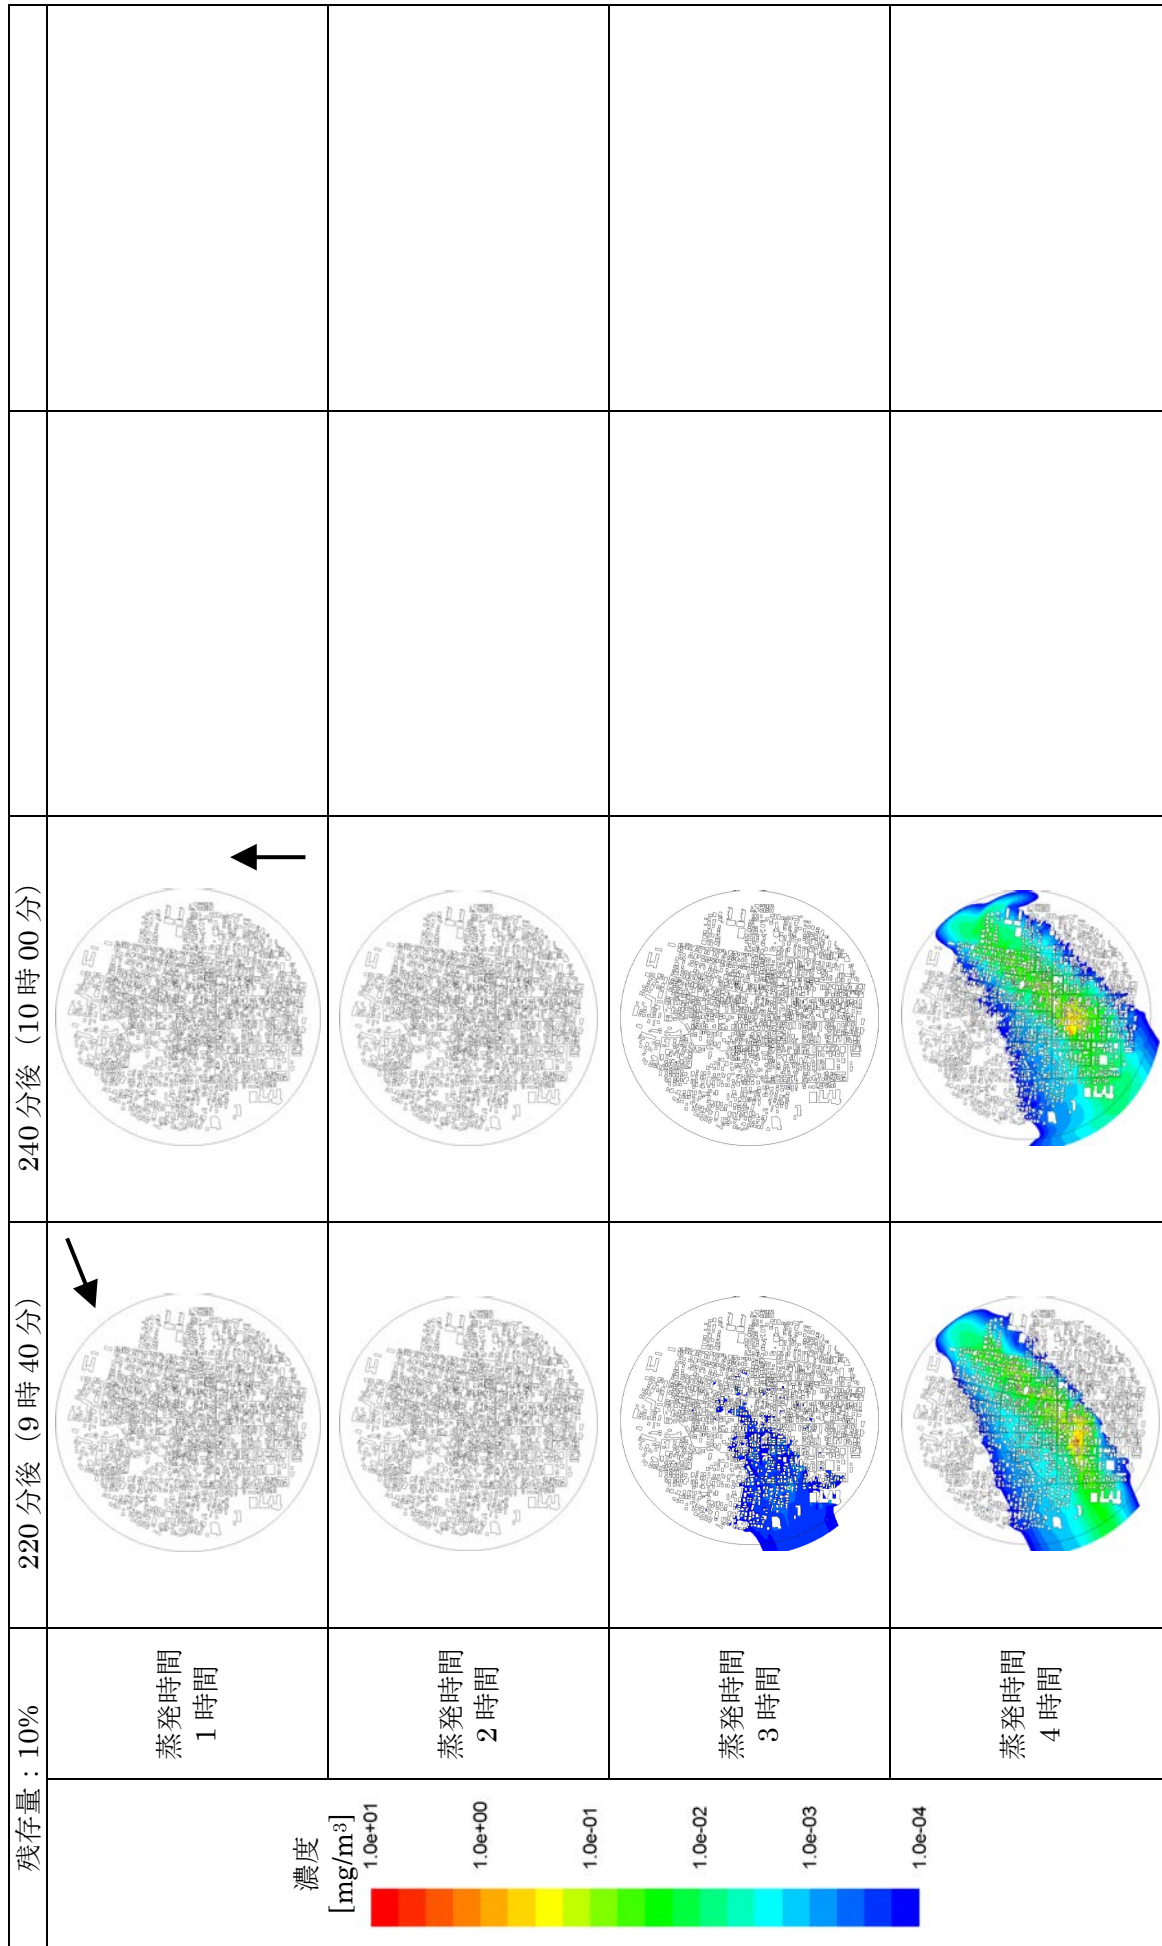 残存量：10%
220 分後（9 時 40 分）
240 分後（10 時 00 分）
蒸発時間
1 時間
蒸発時間
2 時間
蒸発時間
3 時間
蒸発時間
4 時間
濃度
[mg/m³]
1.0e+01
1.0e+00
1.0e-01
1.0e-02
1.0e-03
1.0e-04